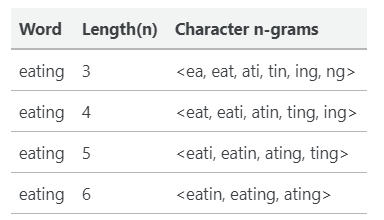 Word Length(n) Character n-grams
eating 3 <ea, eat, ati, tin, ing, ng>
eating 4 <eat, eati, atin, ting, ing>
eating 5 <eati, eatin, ating, ting>
eating 6 <eatin, eating, ating>